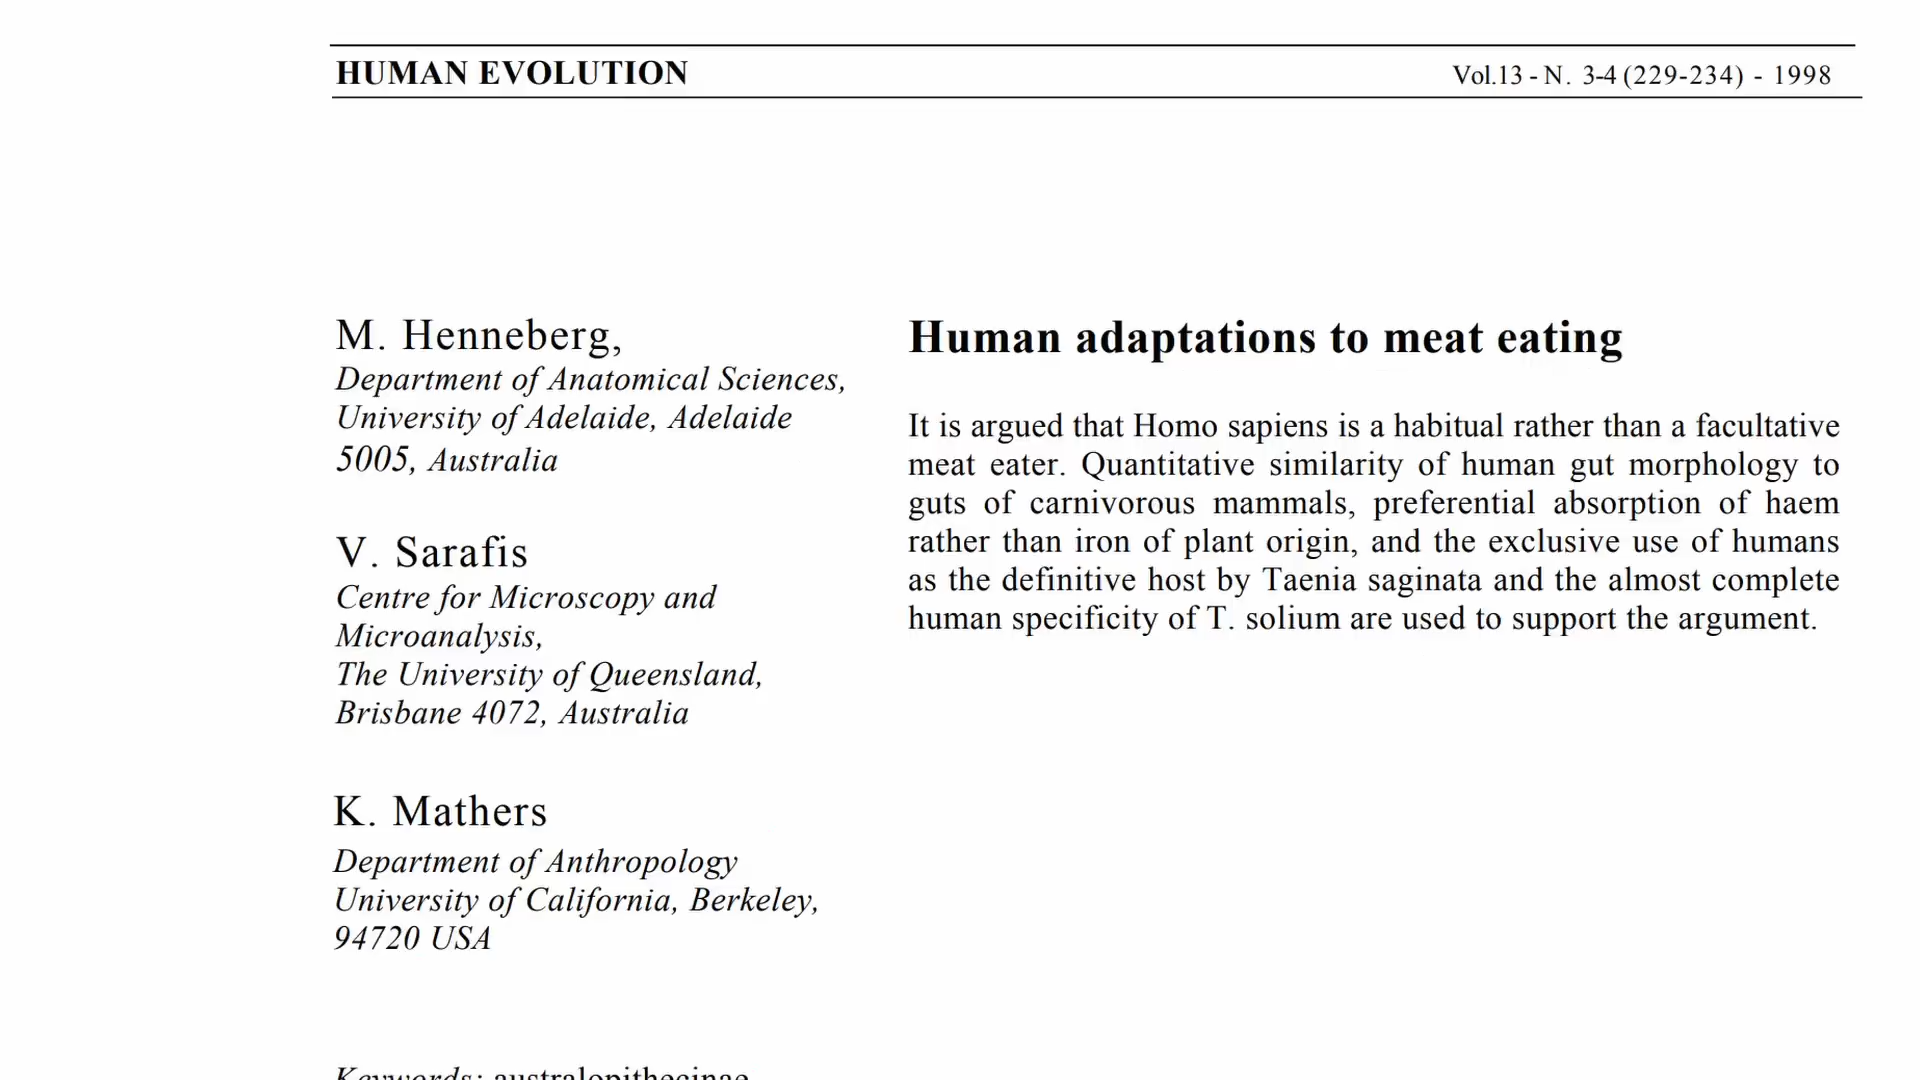 HUMAN EVOLUTION
Vol.13 - N. 3-4 (229-234) - 1998
M. Henneberg,
Department of Anatomical Sciences,
University of Adelaide, Adelaide
5005, Australia
V. Sarafis
Centre for Microscopy and
Microanalysis,
The University of Queensland,
Brisbane 4072, Australia
K. Mathers
Department of Anthropology
University of California, Berkeley,
94720 USA
Keywords: australopithecinae
Human adaptations to meat eating
It is argued that Homo sapiens is a habitual rather than a facultative
meat eater. Quantitative similarity of human gut morphology to
guts of carnivorous mammals, preferential absorption of haem
rather than iron of plant origin, and the exclusive use of humans
as the definitive host by Taenia saginata and the almost complete
human specificity of T. solium are used to support the argument.